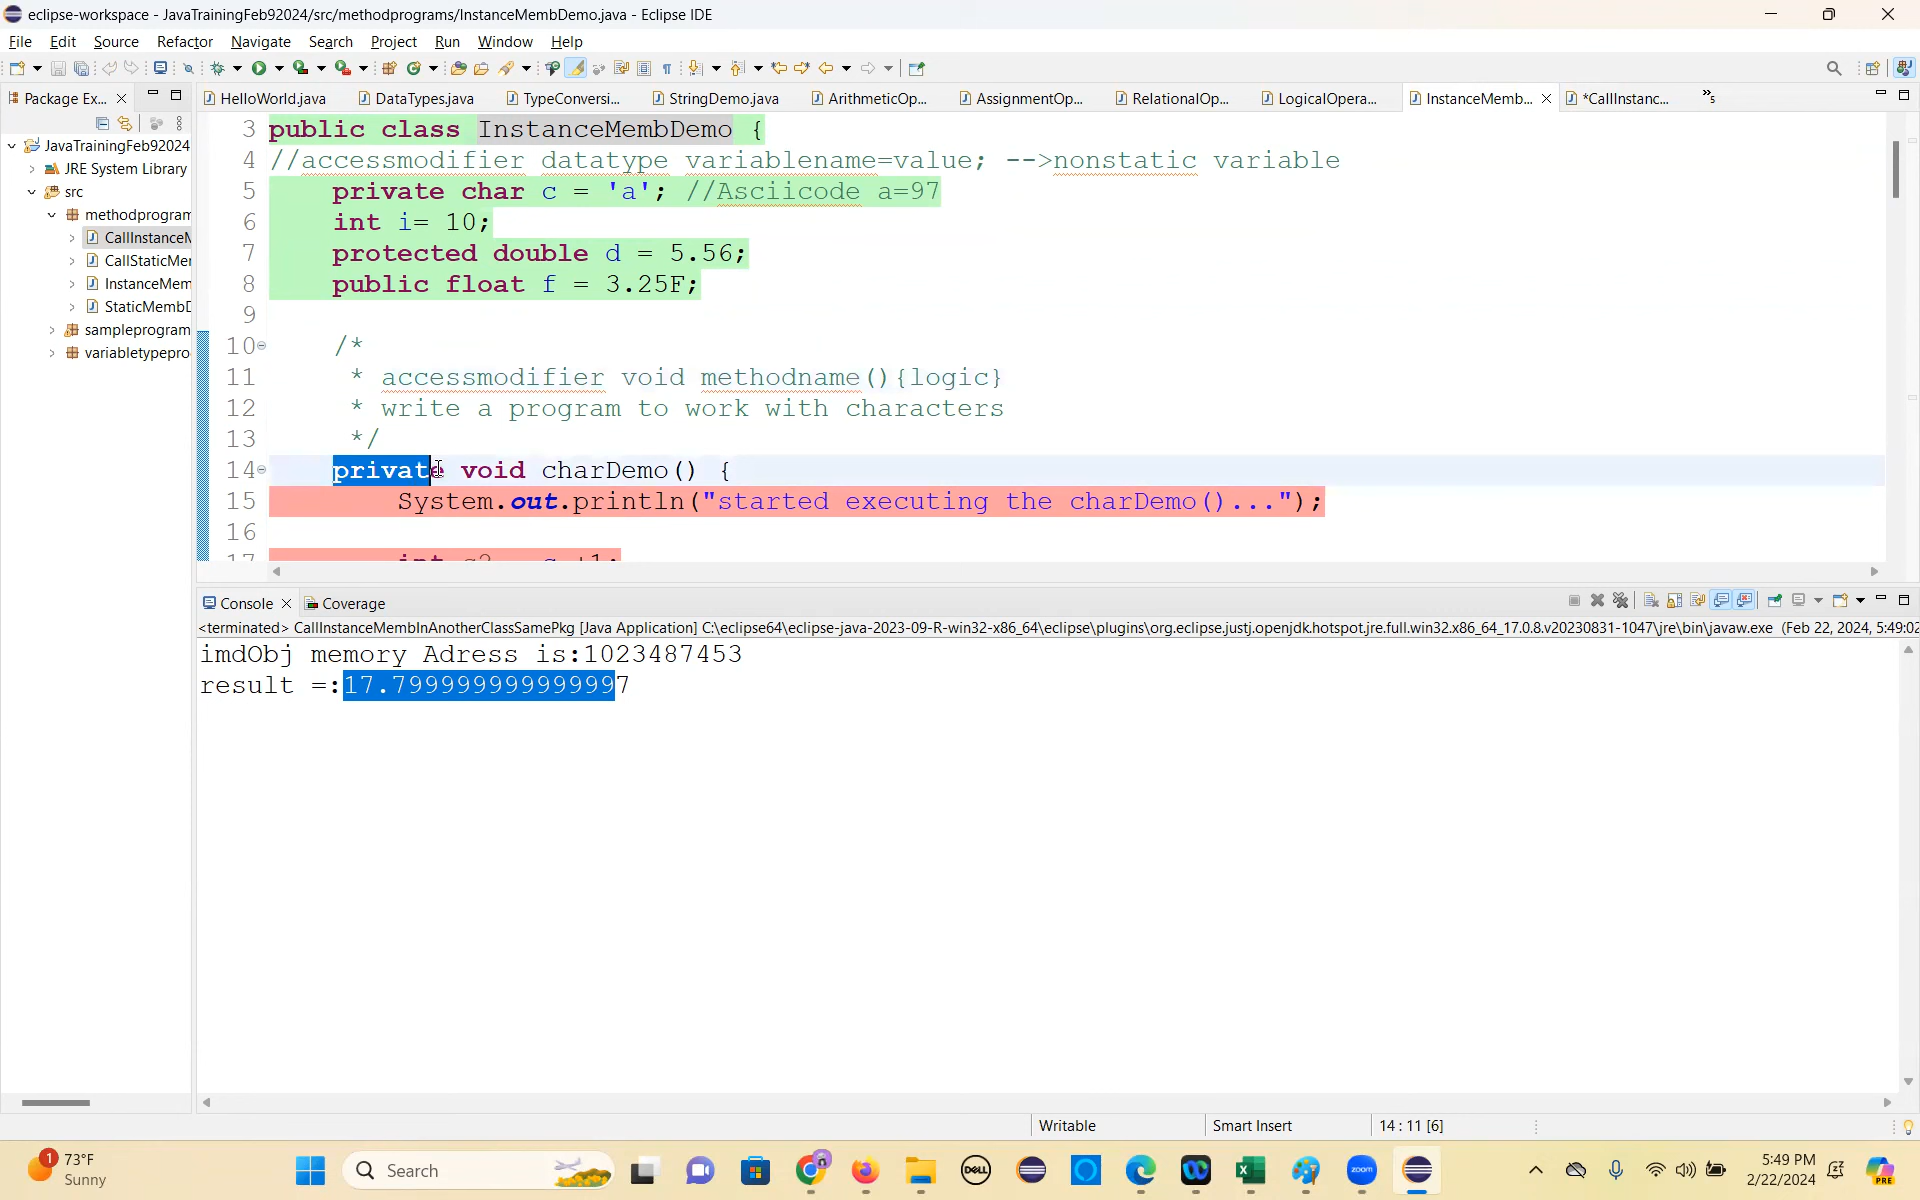 eclipse-workspace - JavaTrainingFeb92024/src/methodprograms/InstanceMembDemo.java - Eclipse IDE
File Edit Source Refactor Navigate Search Project Run Window Help
Package Ex...
HelloWorld.java DataTypes.java TypeConversi... StringDemo.java ArithmeticOp... AssignmentOp... RelationalOp... LogicalOpera... InstanceMemb... *CallInstanc... »5
JavaTrainingFeb92024
JRE System Library
src
methodprogram
CallInstanceM
CallStaticMe
InstanceMem
StaticMembD
sampleprogram
variabletypepro
3 public class InstanceMembDemo {
4 //accessmodifier datatype variablename=value; -->nonstatic variable
5 private char c = 'a'; //Asciicode a=97
6 int i= 10;
7 protected double d = 5.56;
8 public float f = 3.25F;
9
10 /*
11 * accessmodifier void methodname(){logic}
12 * write a program to work with characters
13 */
14 private void charDemo() {
15 System.out.println("started executing the charDemo()...");
16
Console Coverage
<terminated> CallInstanceMembInAnotherClassSamePkg [Java Application] C:\eclipse64\eclipse-java-2023-09-R-win32-x86_64\eclipse\plugins\org.eclipse.justj.openjdk.hotspot.jre.full.win32.x86_64_17.0.8.v20230831-1047\jre\bin\javaw.exe (Feb 22, 2024, 5:49:02
imdObj memory Adress is:1023487453
result =:17.799999999999997
Writable Smart Insert 14 : 11 [6]
1 73°F
Sunny
Search
DELL
zoom
5:49 PM
2/22/2024
PRE